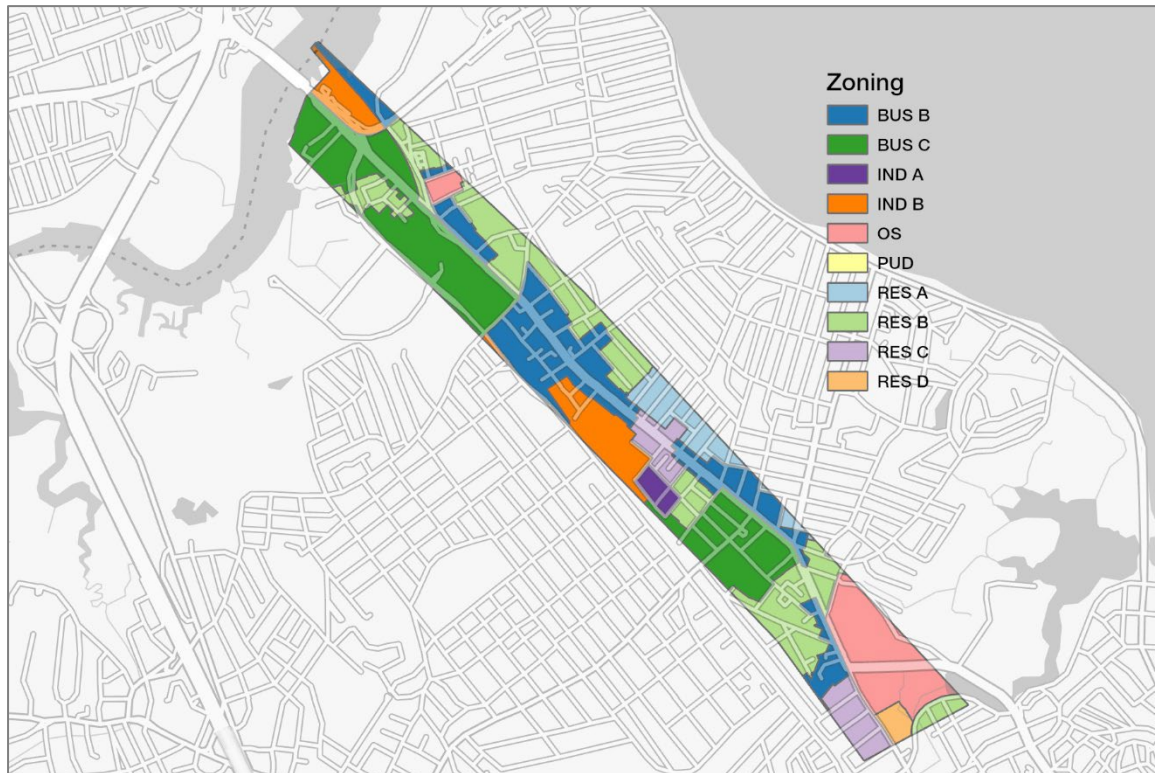 Zoning
BUS B
BUS C
IND A
IND B
OS
PUD
RES A
RES B
RES C
RES D